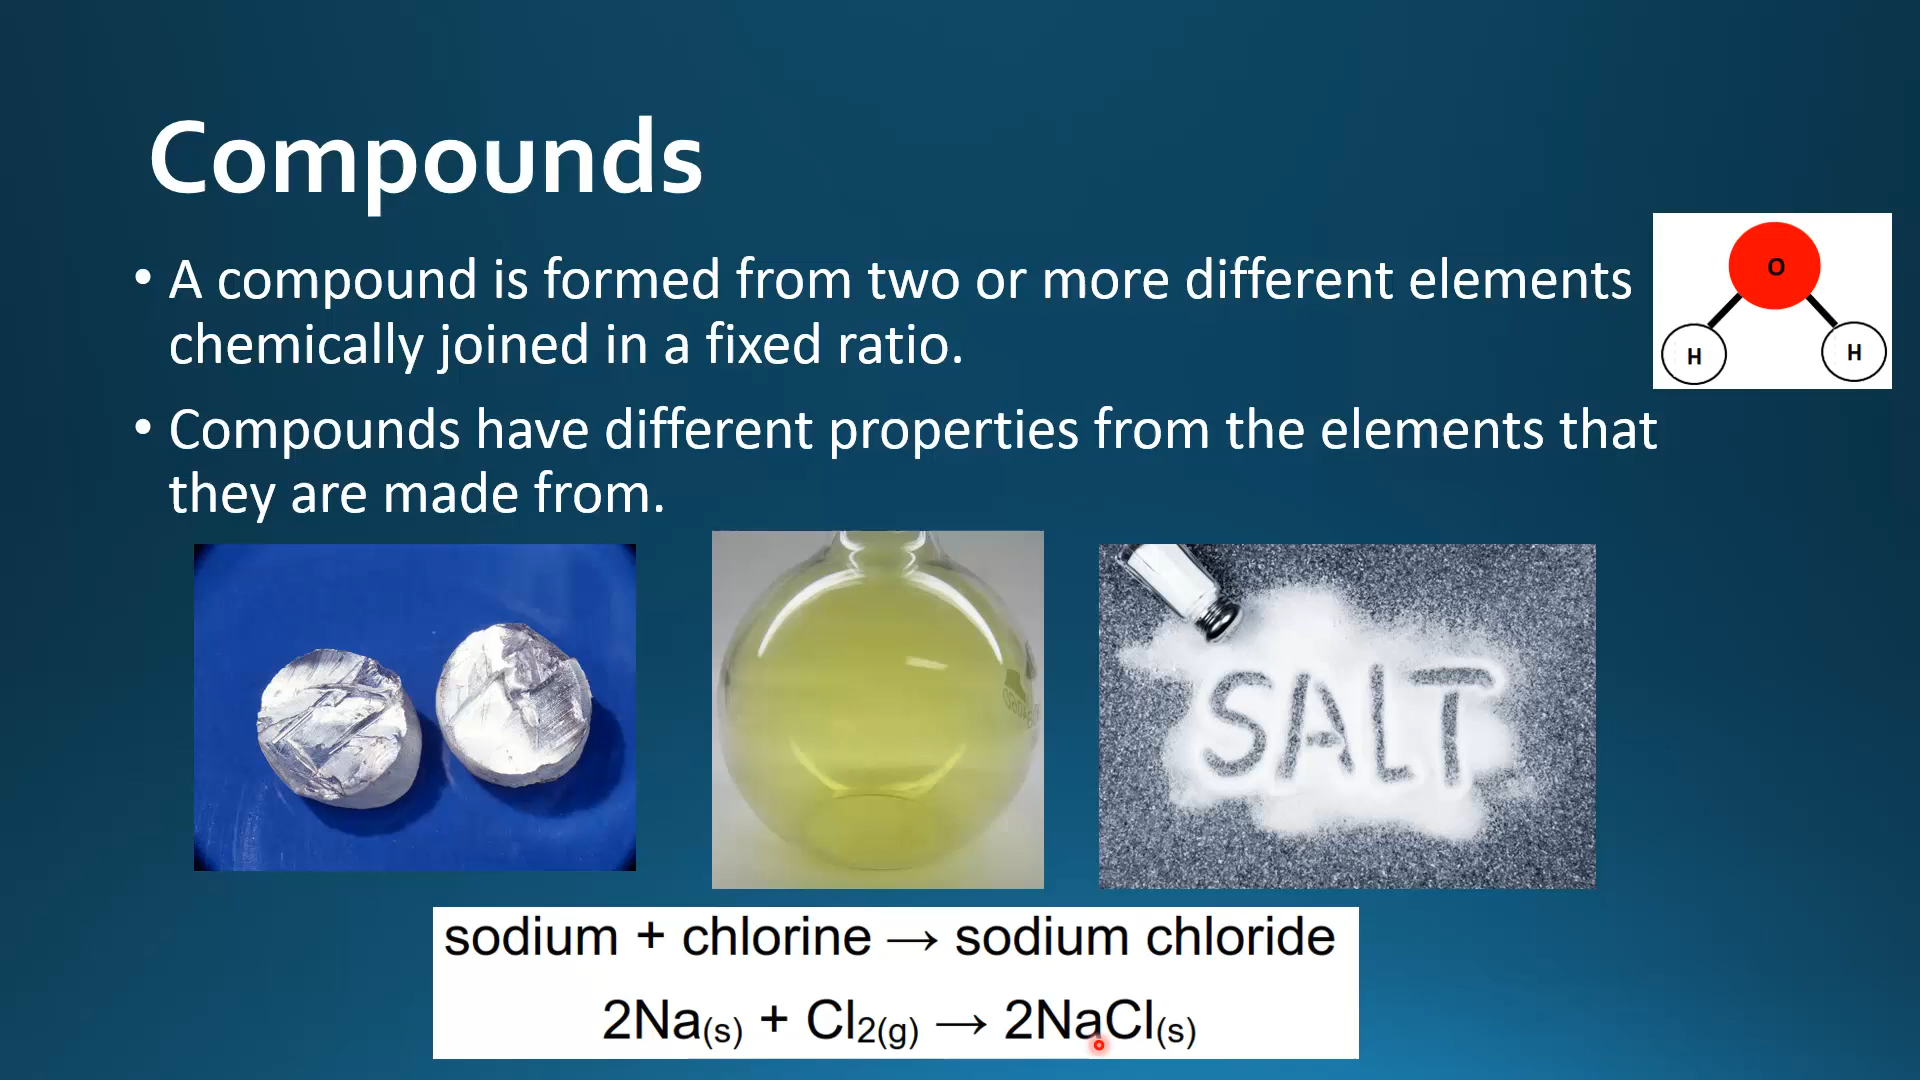 Compounds
• A compound is formed from two or more different elements
chemically joined in a fixed ratio.
O
H
H
• Compounds have different properties from the elements that
they are made from.
SALT
sodium + chlorine → sodium chloride
2Na(s) + Cl2(g) → 2NaCl(s)